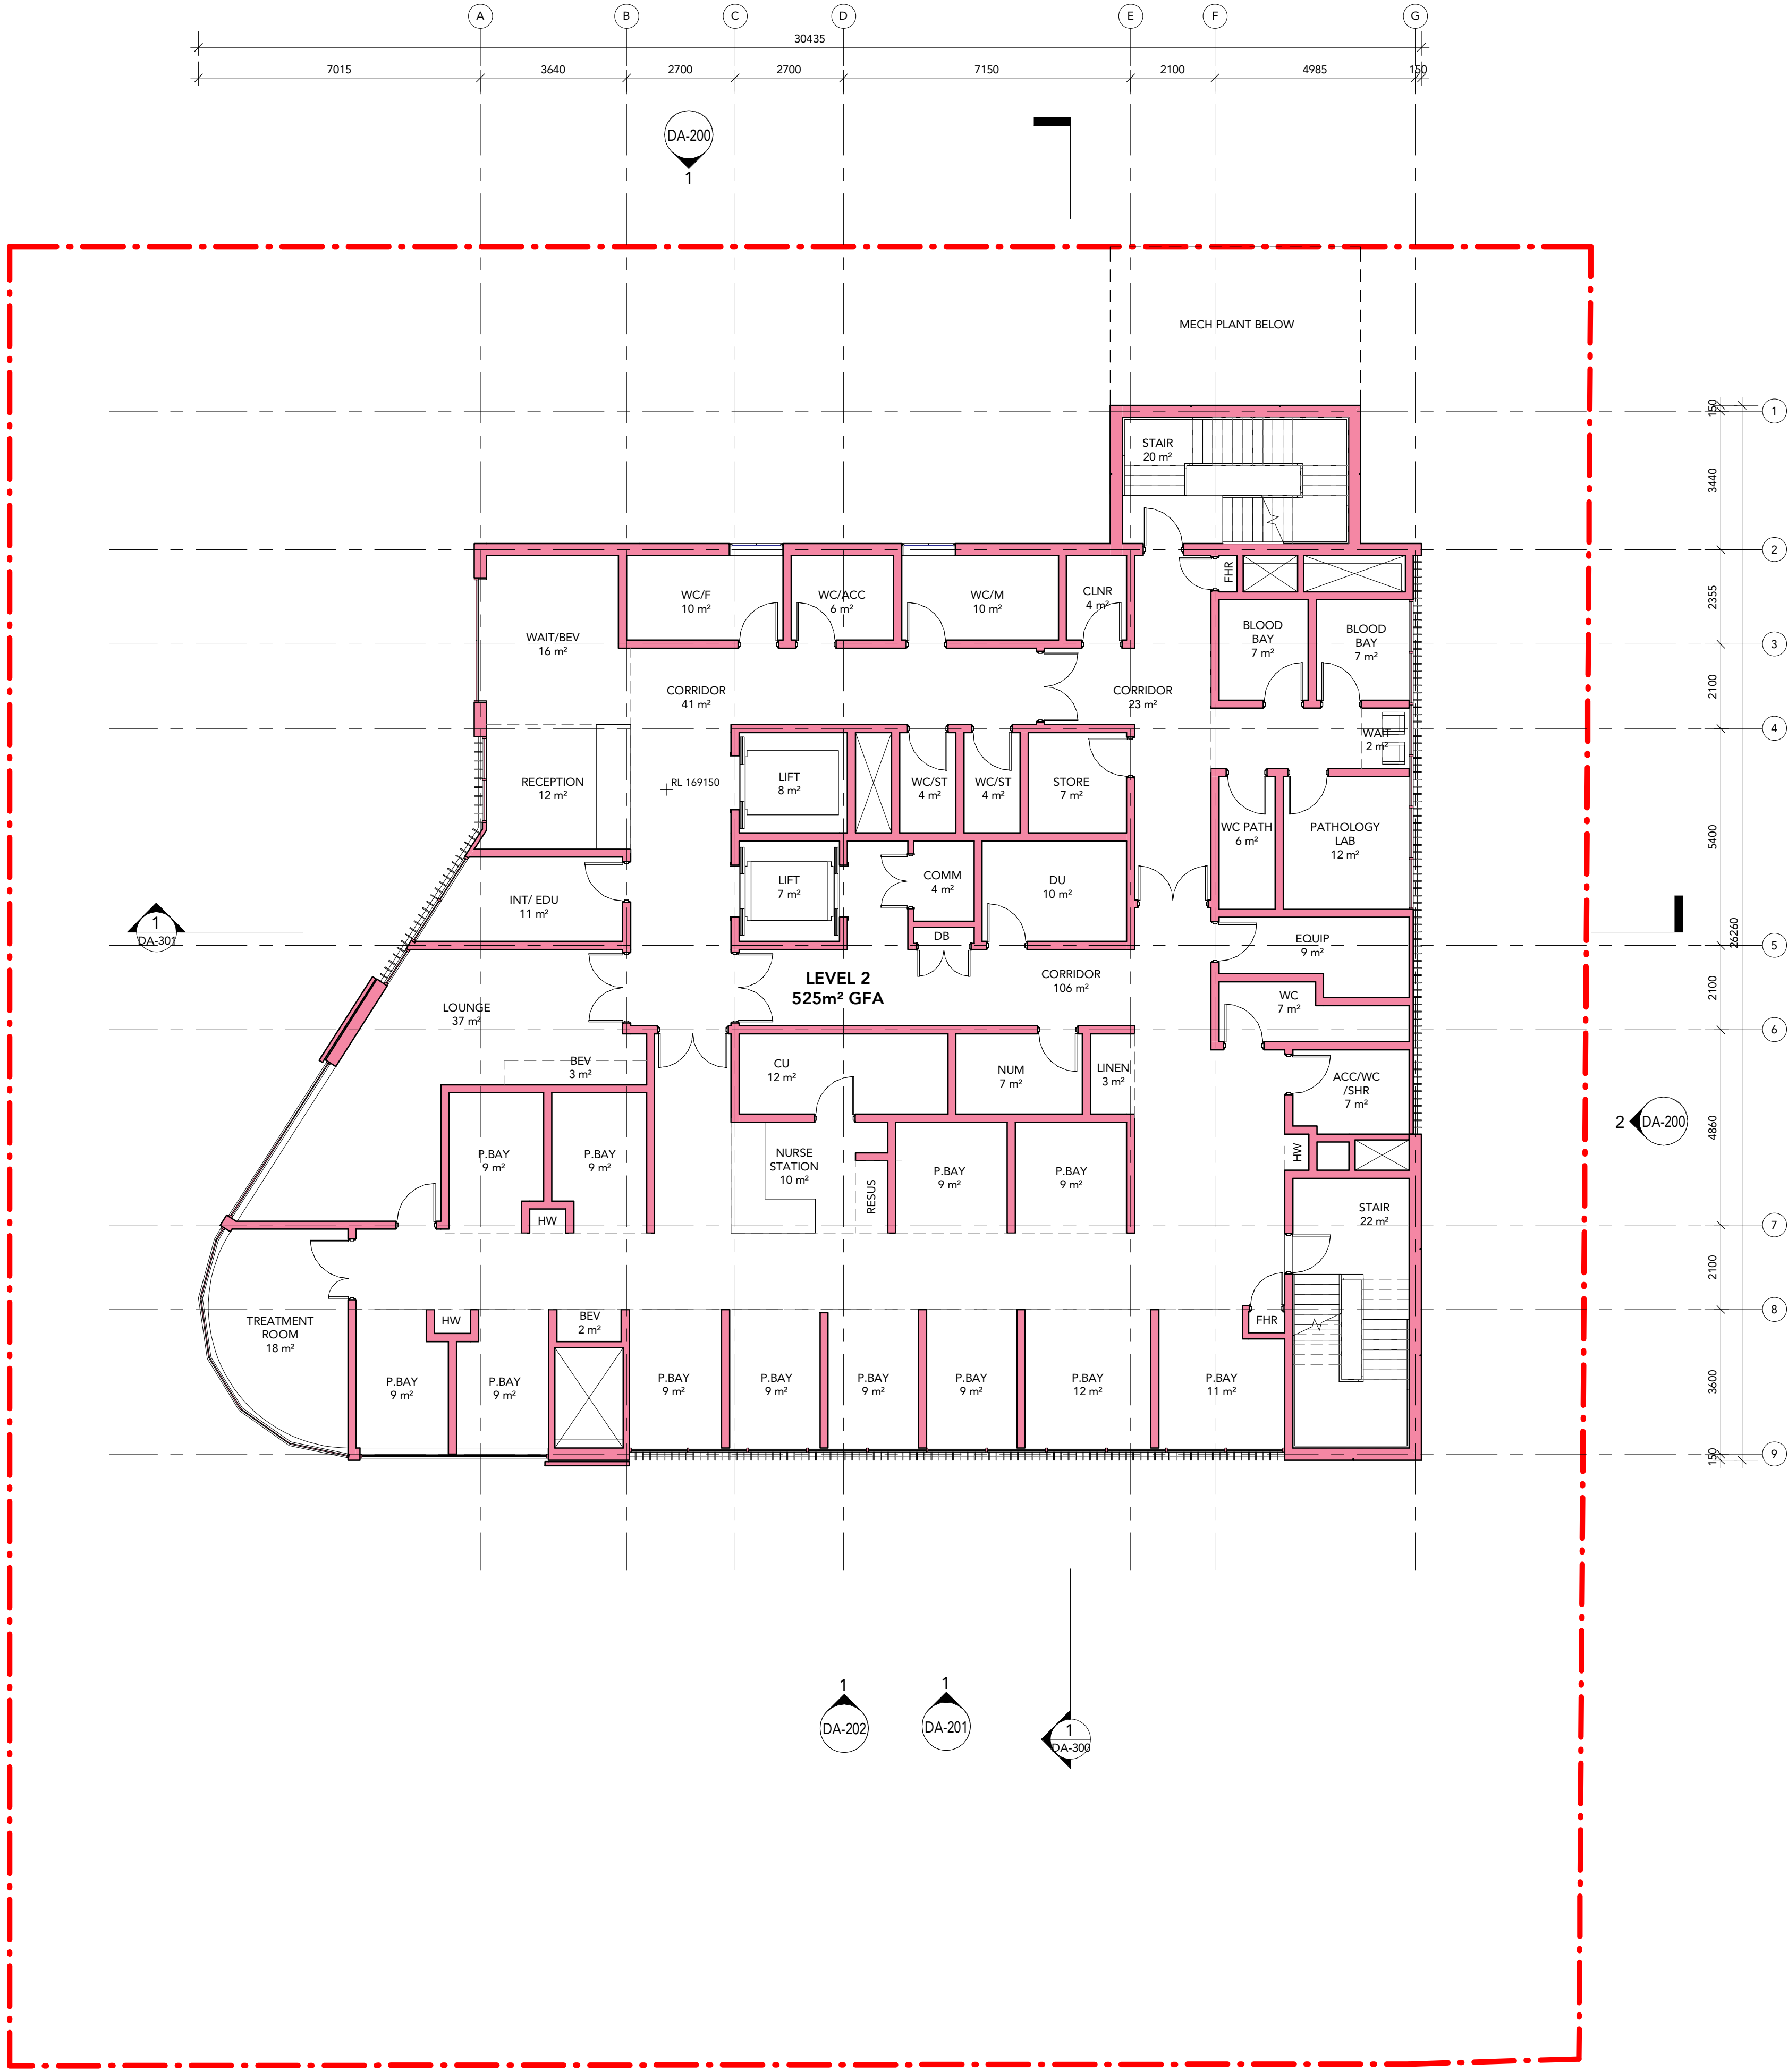 A
B
C
D
E
F
G
30435
7015
3640
2700
2700
7150
2100
4985
150
DA-200
1
MECH PLANT BELOW
1
150
3440
STAIR
20 m²
2
FHR
2355
WC/F
10 m²
WC/ACC
6 m²
WC/M
10 m²
CLNR
4 m²
BLOOD
BAY
7 m²
BLOOD
BAY
7 m²
WAIT/BEV
16 m²
3
2100
CORRIDOR
41 m²
CORRIDOR
23 m²
4
WAIT
2 m²
RECEPTION
12 m²
RL 169150
LIFT
8 m²
WC/ST
4 m²
WC/ST
4 m²
STORE
7 m²
WC PATH
6 m²
PATHOLOGY
LAB
12 m²
5400
INT/ EDU
11 m²
LIFT
7 m²
COMM
4 m²
DU
10 m²
1
DA-301
DB
EQUIP
9 m²
5
26260
LEVEL 2
525m² GFA
CORRIDOR
106 m²
2100
LOUNGE
37 m²
WC
7 m²
6
BEV
3 m²
CU
12 m²
NUM
7 m²
LINEN
3 m²
ACC/WC
/SHR
7 m²
2
DA-200
4860
P.BAY
9 m²
P.BAY
9 m²
NURSE
STATION
10 m²
RESUS
P.BAY
9 m²
P.BAY
9 m²
HW
HW
STAIR
22 m²
7
2100
8
TREATMENT
ROOM
18 m²
HW
BEV
2 m²
FHR
P.BAY
9 m²
P.BAY
9 m²
P.BAY
9 m²
P.BAY
9 m²
P.BAY
9 m²
P.BAY
9 m²
P.BAY
12 m²
P.BAY
11 m²
3600
150
9
1
DA-202
1
DA-201
1
DA-300